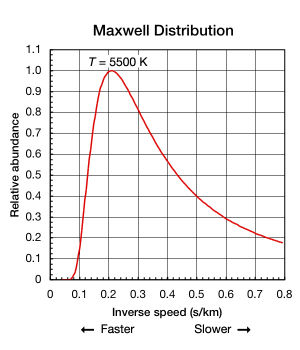 Maxwell Distribution
T = 5500 K
Relative abundance
1.1
1.0
0.9
0.8
0.7
0.6
0.5
0.4
0.3
0.2
0.1
0
0 0.1 0.2 0.3 0.4 0.5 0.6 0.7 0.8
Inverse speed (s/km)
← Faster Slower →